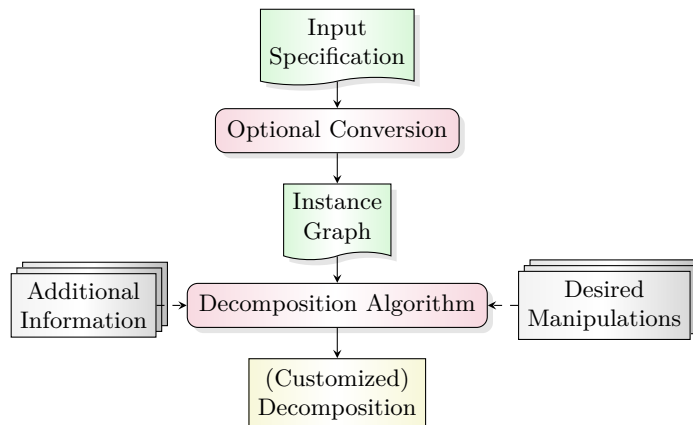 Input
Specification
Optional Conversion
Instance
Graph
Additional
Information
Decomposition Algorithm
Desired
Manipulations
(Customized)
Decomposition